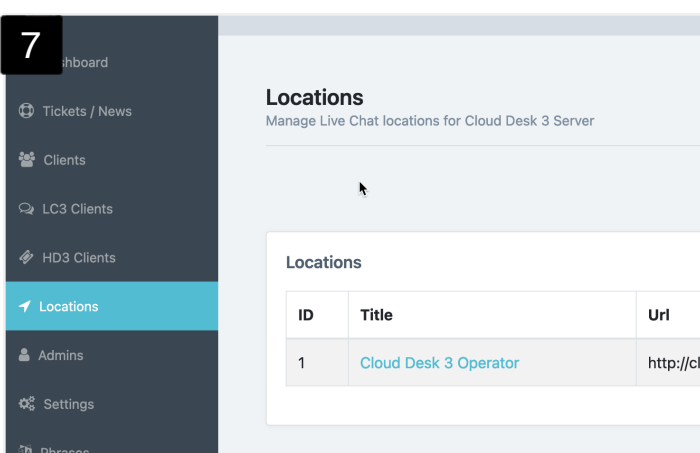 7
shboard
Tickets / News
Clients
LC3 Clients
HD3 Clients
Locations
Admins
Settings
Phrases
Locations
Manage Live Chat locations for Cloud Desk 3 Server
Locations
ID Title Url
1 Cloud Desk 3 Operator http://cl